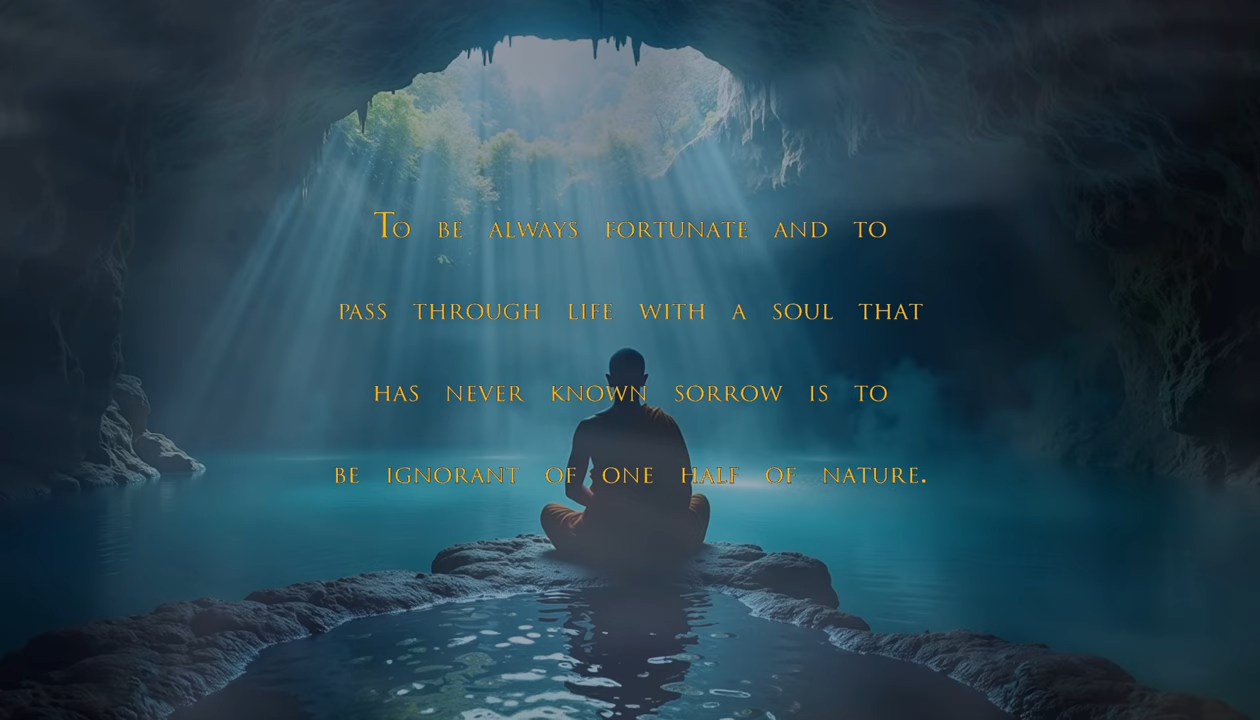 To be always fortunate and to
pass through life with a soul that
has never known sorrow is to
be ignorant of one half of nature.